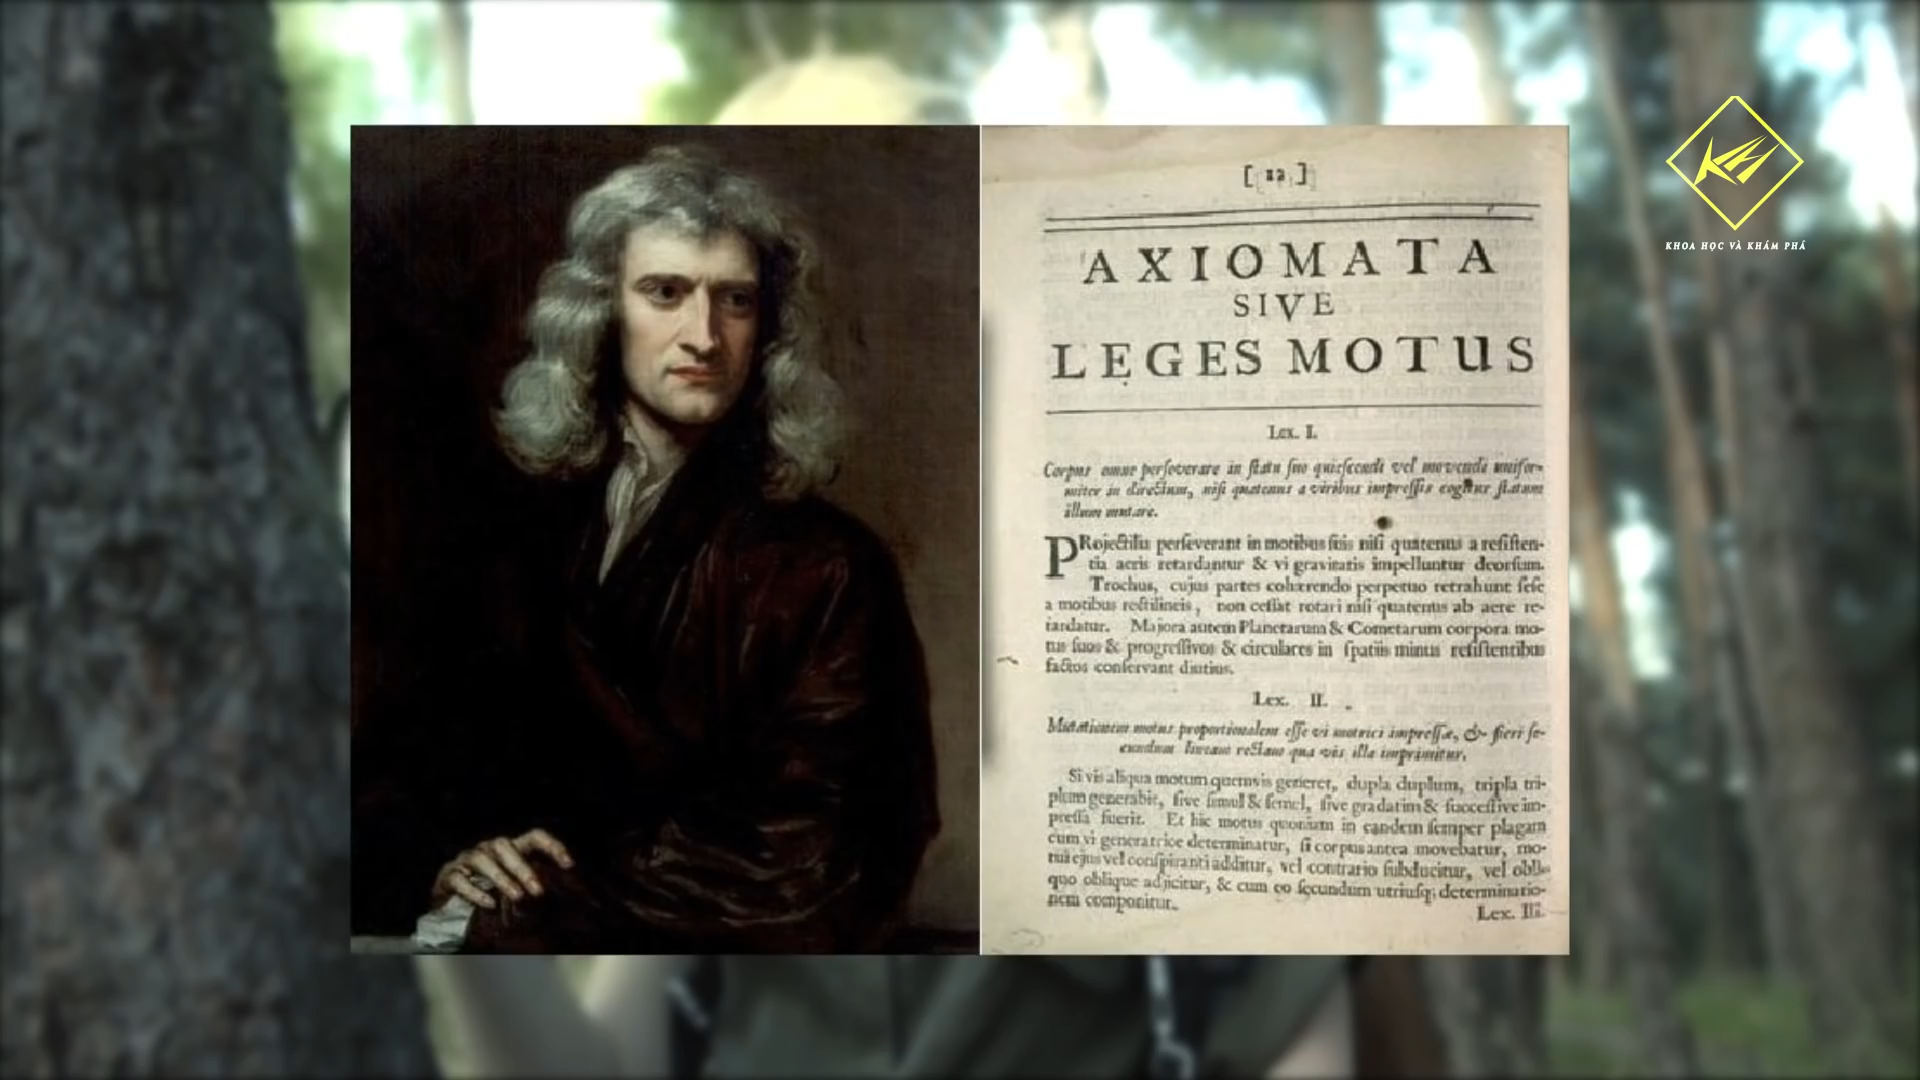 [ 12 ]
AXIOMATA
SIVE
LEGES MOTUS
Lex. I.
Corpus omne perſeverare in ſtatu ſuo quieſcendi vel movendi unifor-
miter in directum, niſi quatenus a viribus impreſſis cogitur ſtatum
illum mutare.
PRojectilia perſeverant in motibus ſuis niſi quatenus a reſiſten-
tia aeris retardantur & vi gravitatis impelluntur deorſum.
Trochus, cujus partes cohærendo perpetuo retrahunt ſeſe
a motibus rectilineis, non ceſſat rotari niſi quatenus ab aere re-
tardatur. Majora autem Planetarum & Cometarum corpora mo-
tus ſuos & progreſſivos & circulares in ſpatiis minus reſiſtentibus
factos conſervant diutius.
Lex. II.
Mutationem motus proportionalem eſſe vi motrici impreſſæ, & fieri ſe-
cundum lineam rectam qua vis illa imprimitur.
Si vis aliqua motum quemvis generet, dupla duplum, tripla tri-
plum generabit, ſive ſimul & ſemel, ſive gradatim & ſucceſſive im-
preſſa fuerit. Et hic motus quoniam in eandem ſemper plagam
cum vi generatrice determinatur, ſi corpus antea movebatur, mo-
tui ejus vel conſpiranti additur, vel contrario ſubducitur, vel obli-
quo oblique adjicitur, & cum eo ſecundum utriuſq; determinatio-
nem componitur.
Lex. III.
KHOA HỌC VÀ KHÁM PHÁ